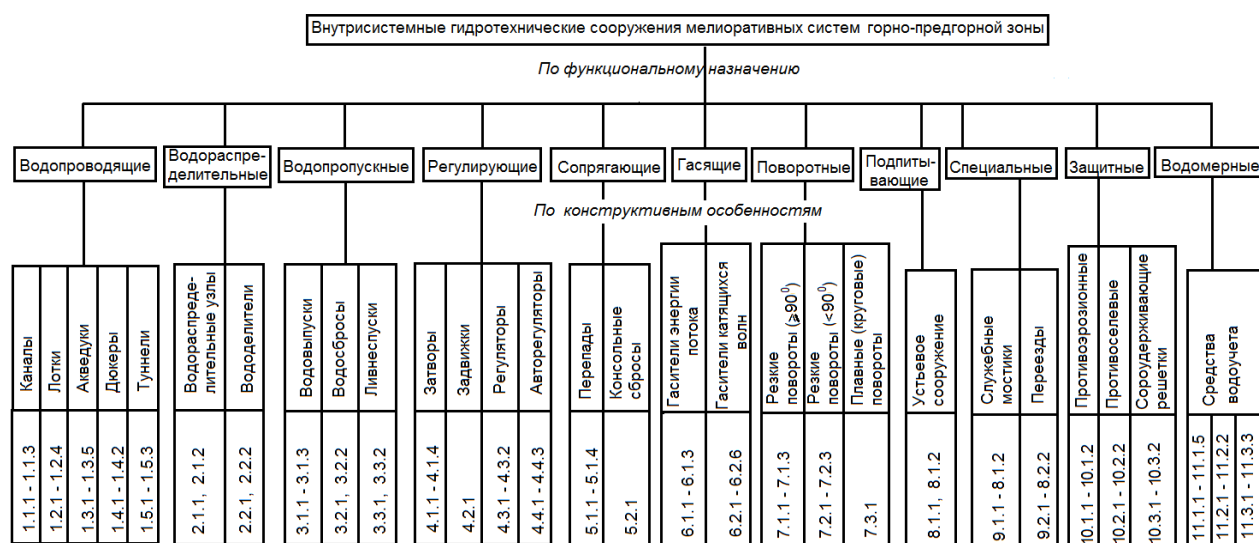 Внутрисистемные гидротехнические сооружения мелиоративных систем горно-предгорной зоны
По функциональному назначению
Водопроводящие
Водораспре-
делительные
Водопропускные
Регулирующие
Сопрягающие
Гасящие
Поворотные
Подпиты-
вающие
Специальные
Защитные
Водомерные
По конструктивным особенностям
Каналы
Лотки
Акведуки
Дюкеры
Туннели
Водораспреде-
лительные узлы
Вододелители
Водовыпуски
Водосбросы
Ливнеспуски
Затворы
Задвижки
Регуляторы
Авторегуляторы
Перепады
Консольные
сбросы
Гасители энергии
потока
Гасители катящихся
волн
Резкие
повороты (⩾90⁰)
Резкие
повороты (<90⁰)
Плавные (круговые)
повороты
Устьевое
сооружение
Служебные
мостики
Переезды
Противоэрозионные
Противоселевые
Сороудерживающие
решетки
Средства
водоучета
1.1.1 - 1.1.3
1.2.1 - 1.2.4
1.3.1 - 1.3.5
1.4.1 - 1.4.2
1.5.1 - 1.5.3
2.1.1, 2.1.2
2.2.1, 2.2.2
3.1.1 - 3.1.3
3.2.1, 3.2.2
3.3.1, 3.3.2
4.1.1 - 4.1.4
4.2.1
4.3.1 - 4.3.2
4.4.1 - 4.4.3
5.1.1 - 5.1.4
5.2.1
6.1.1 - 6.1.3
6.2.1 - 6.2.6
7.1.1 - 7.1.3
7.2.1 - 7.2.3
7.3.1
8.1.1, 8.1.2
9.1.1 - 8.1.2
9.2.1 - 8.2.2
10.1.1 - 10.1.2
10.2.1 - 10.2.2
10.3.1 - 10.3.2
11.1.1 - 11.1.5
11.2.1 - 11.2.2
11.3.1 - 11.3.3